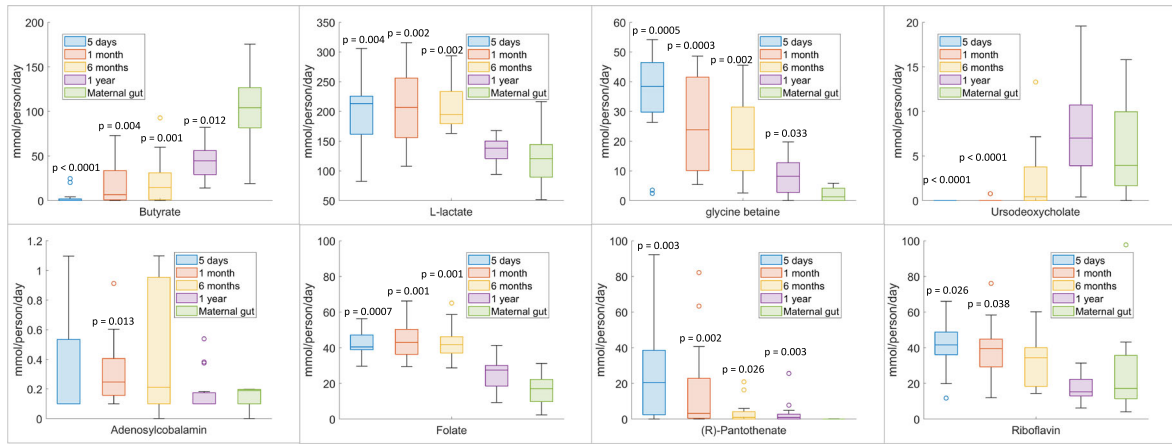 200
150
100
50
0
mmol/person/day
5 days
1 month
6 months
1 year
Maternal gut
p < 0.0001
p = 0.004
p = 0.001
p = 0.012
Butyrate
350
300
250
200
150
100
50
5 days
1 month
6 months
1 year
Maternal gut
p = 0.004
p = 0.002
p = 0.002
L-lactate
60
50
40
30
20
10
0
mmol/person/day
5 days
1 month
6 months
1 year
Maternal gut
p = 0.0005
p = 0.0003
p = 0.002
p = 0.033
glycine betaine
20
15
10
5
0
mmol/person/day
5 days
1 month
6 months
1 year
Maternal gut
p < 0.0001
p < 0.0001
Ursodeoxycholate
1.2
1
0.8
0.6
0.4
0.2
0
mmol/person/day
5 days
1 month
6 months
1 year
Maternal gut
p = 0.013
Adenosylcobalamin
100
80
60
40
20
0
mmol/person/day
5 days
1 month
6 months
1 year
Maternal gut
p = 0.0007
p = 0.001
p = 0.001
Folate
100
80
60
40
20
0
mmol/person/day
5 days
1 month
6 months
1 year
Maternal gut
p = 0.003
p = 0.002
p = 0.026
p = 0.003
(R)-Pantothenate
100
80
60
40
20
0
mmol/person/day
5 days
1 month
6 months
1 year
Maternal gut
p = 0.026
p = 0.038
Riboflavin